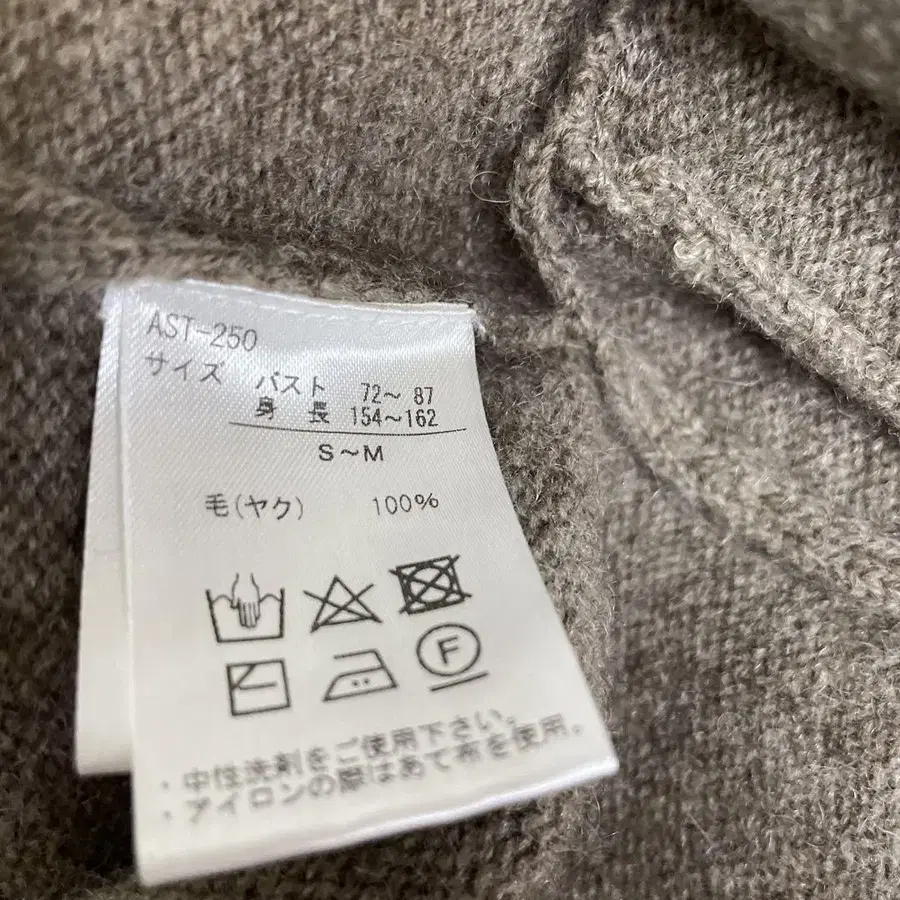 AST-250
サイズ バスト 72～ 87
身 長 154～162
S～M
毛(ヤク) 100%
F
・中性洗剤をご使用下さい。
・アイロンの際はあて布を使用。